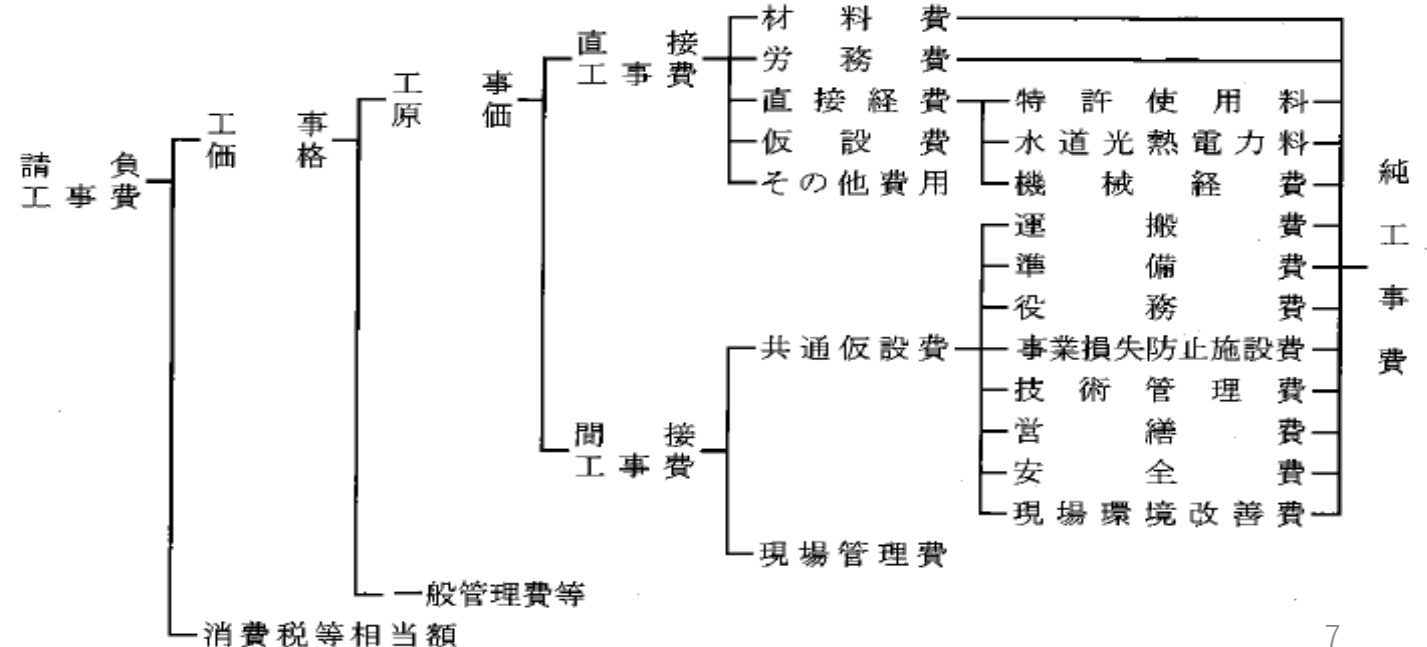 請負工事費
工事価格
工事原価
直接工事費
材料費
労務費
直接経費
特許使用料
水道光熱電力料
機械経費
仮設費
その他費用
間接工事費
共通仮設費
運搬費
準備費
役務費
事業損失防止施設費
技術管理費
営繕費
安全費
現場環境改善費
現場管理費
一般管理費等
消費税等相当額
純工事費
7